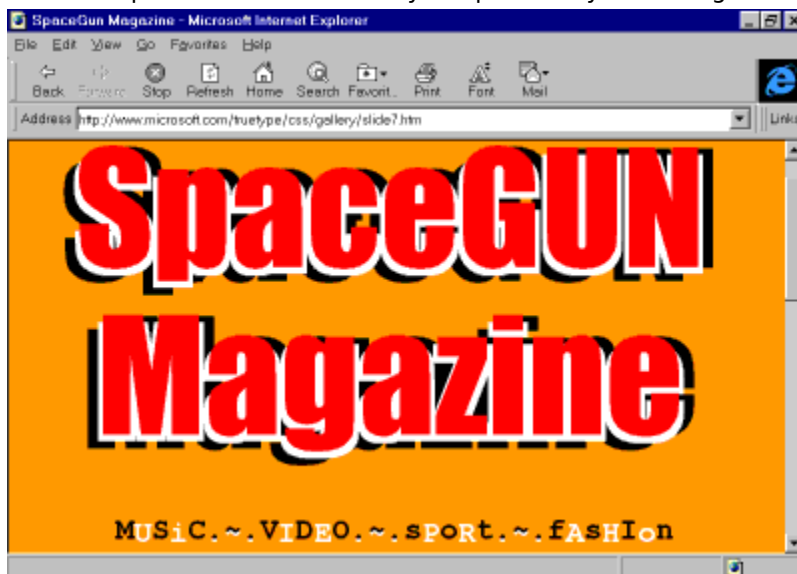 SpaceGun Magazine - Microsoft Internet Explorer
File Edit View Go Favorites Help
Back Forward Stop Refresh Home Search Favorit.. Print Font Mail
Address http://www.microsoft.com/truetype/css/gallery/slide7.htm Links
SpaceGUN
Magazine
MUSiC.~.VIDEO.~.sPoRt.~.fAsHIon